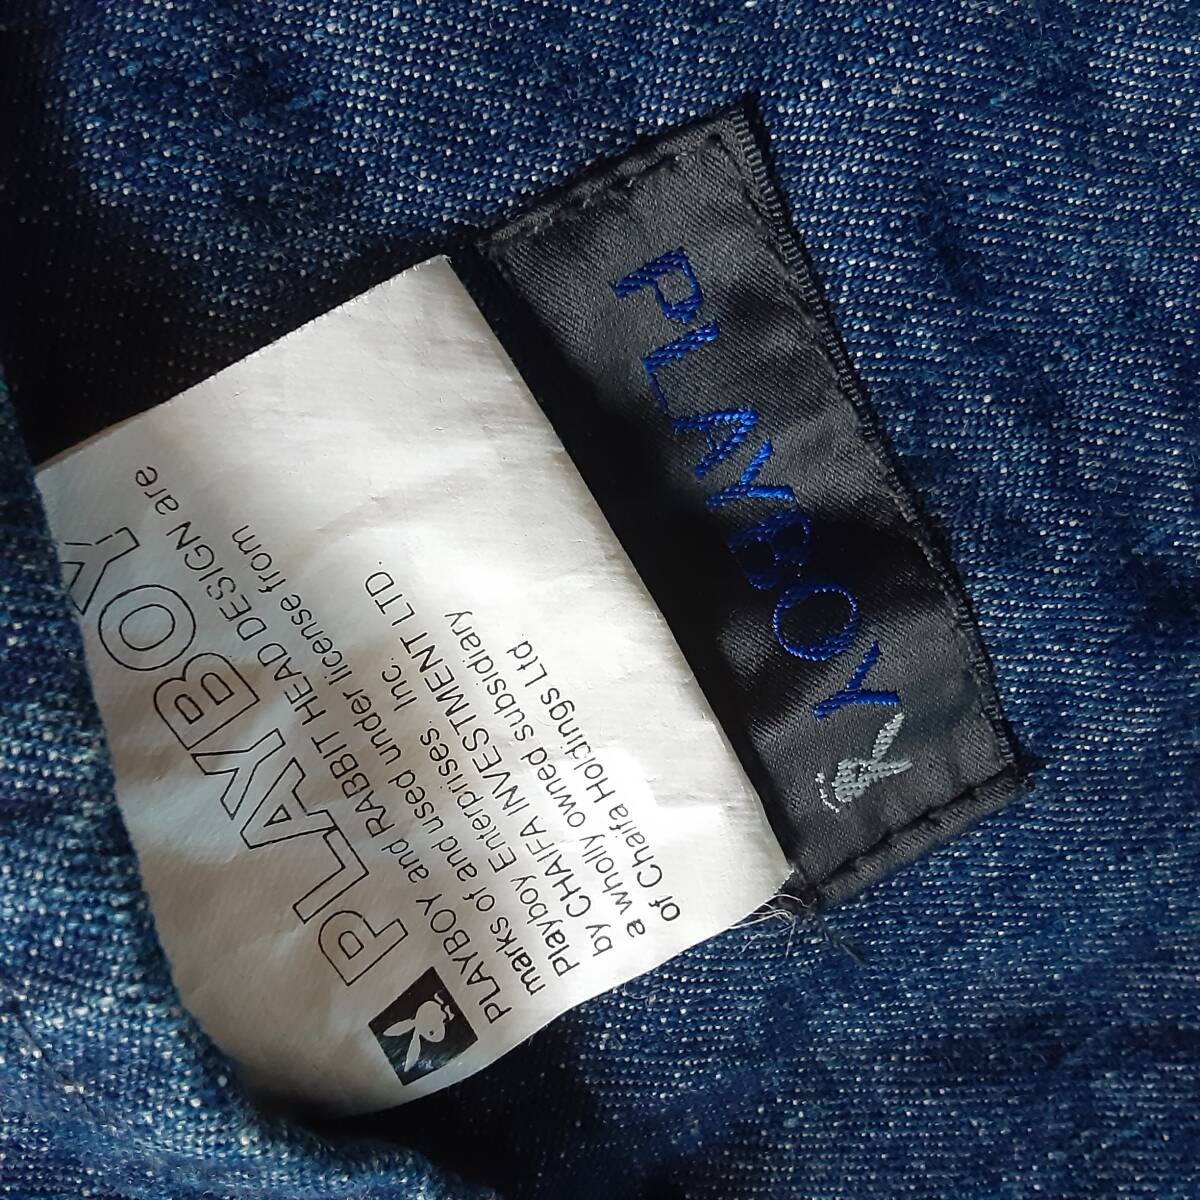 PLAYBOY
PLAYBOY
PLAYBOY and RABBIT HEAD DESIGN are
marks of and used under license from
Playboy Enterprises. Inc.
by CHAIFA INVESTMENT LTD.
a wholly owned subsidiary
of Chaifa Holdings Ltd.